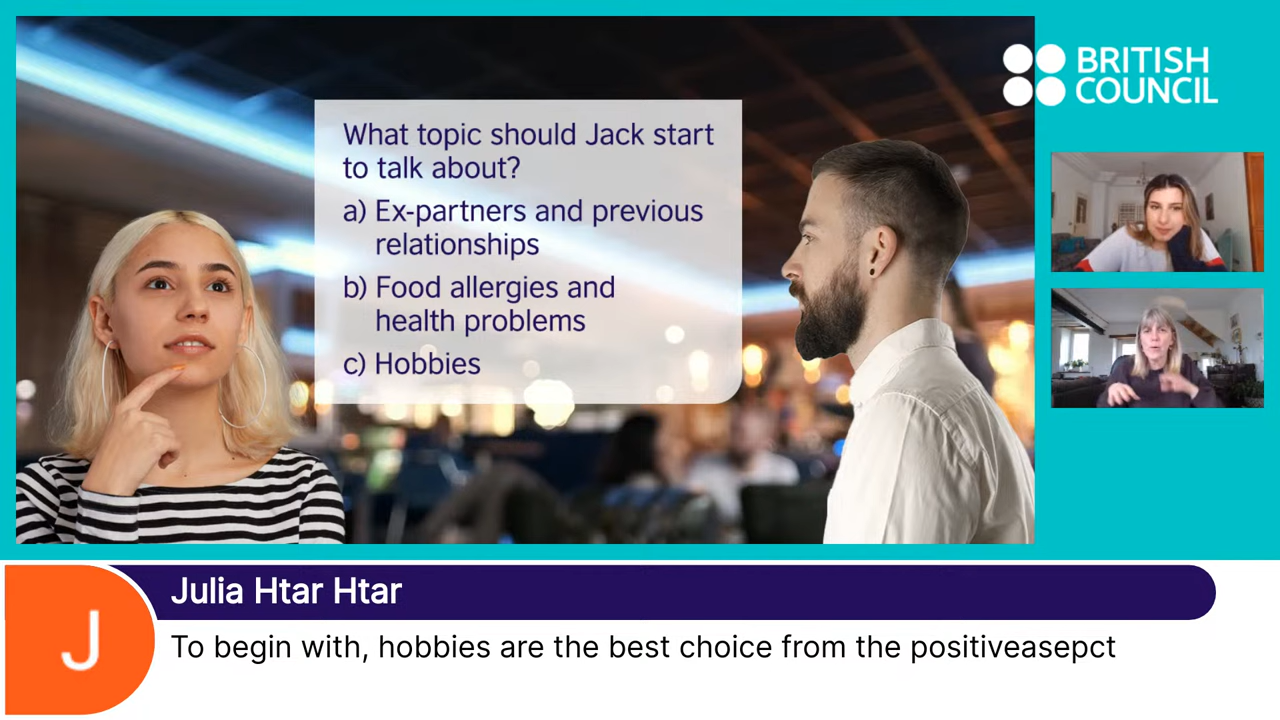 BRITISH
COUNCIL
What topic should Jack start
to talk about?
a) Ex-partners and previous
relationships
b) Food allergies and
health problems
c) Hobbies
J
Julia Htar Htar
To begin with, hobbies are the best choice from the positiveasepct